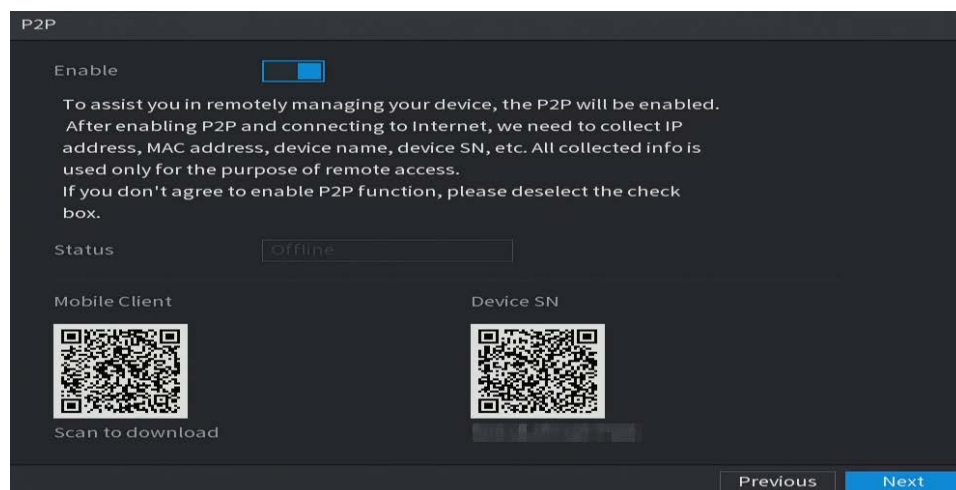 P2P
Enable
To assist you in remotely managing your device, the P2P will be enabled.
After enabling P2P and connecting to Internet, we need to collect IP
address, MAC address, device name, device SN, etc. All collected info is
used only for the purpose of remote access.
If you don't agree to enable P2P function, please deselect the check
box.
Status Offline
Mobile Client Device SN
Scan to download
Previous Next